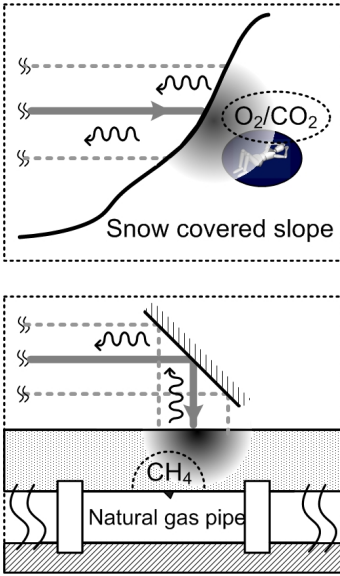 O₂/CO₂
Snow covered slope
CH₄
Natural gas pipe